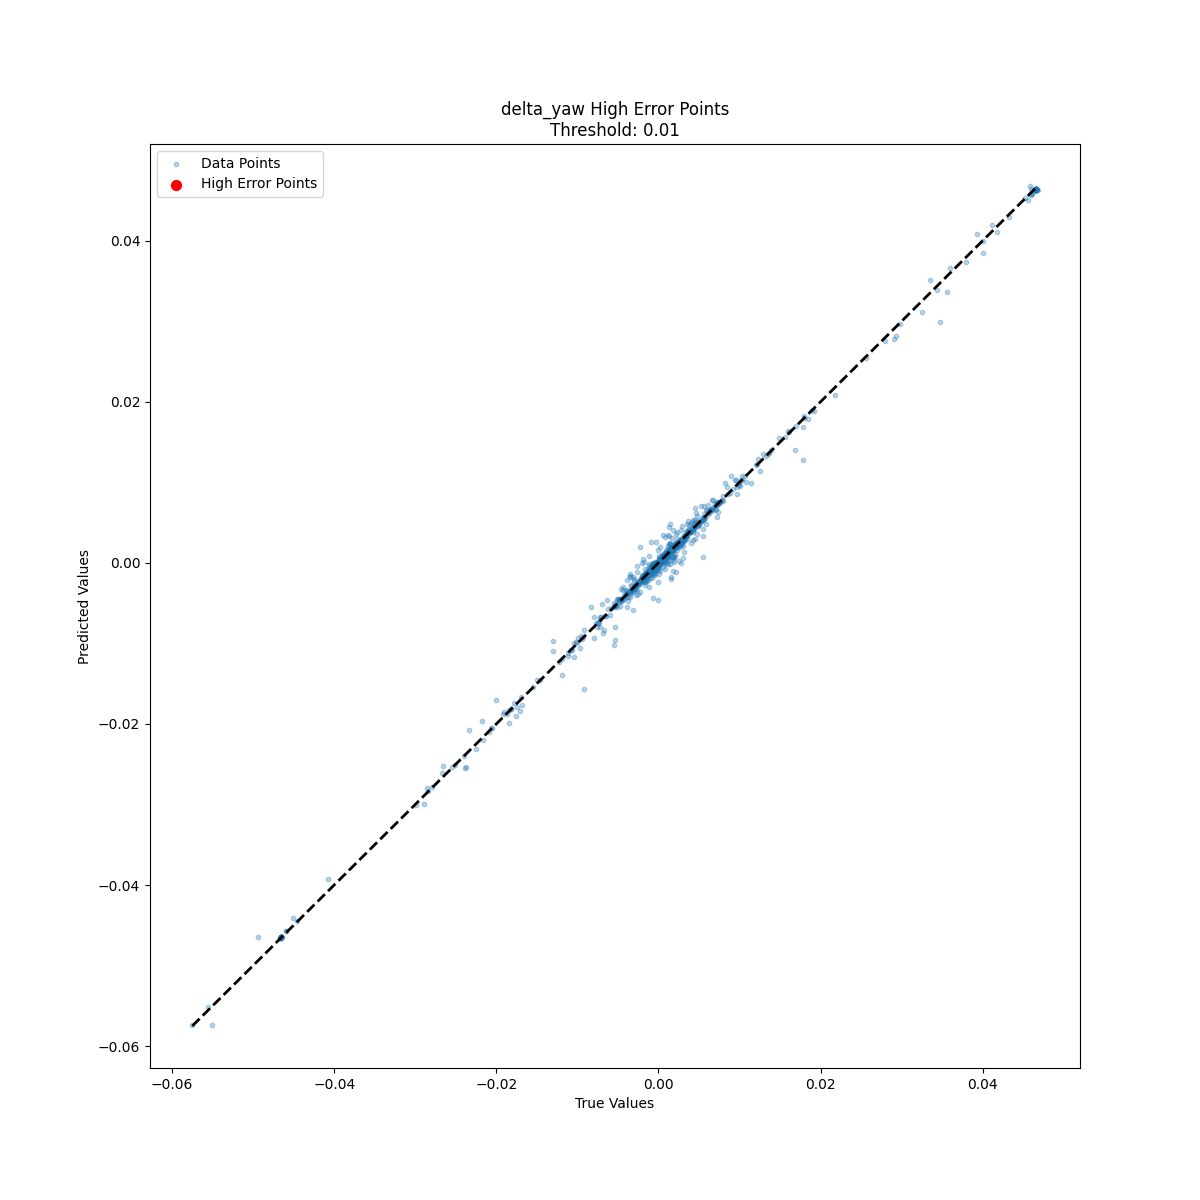 delta_yaw High Error Points
Threshold: 0.01
Data Points
High Error Points
0.04
0.02
0.00
−0.02
−0.04
−0.06
Predicted Values
−0.06
−0.04
−0.02
0.00
0.02
0.04
True Values